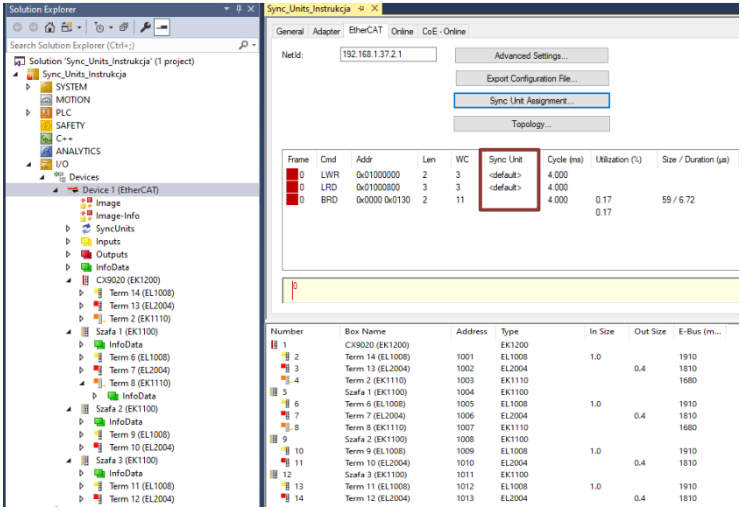 Solution Explorer
Search Solution Explorer (Ctrl+;)
Solution 'Sync_Units_Instrukcja' (1 project)
Sync_Units_Instrukcja
SYSTEM
MOTION
PLC
SAFETY
C++
ANALYTICS
I/O
Devices
Device 1 (EtherCAT)
Image
Image-Info
SyncUnits
Inputs
Outputs
InfoData
CX9020 (EK1200)
Term 14 (EL1008)
Term 13 (EL2004)
Term 2 (EK1110)
Szafa 1 (EK1100)
InfoData
Term 6 (EL1008)
Term 7 (EL2004)
Term 8 (EK1110)
InfoData
Szafa 2 (EK1100)
InfoData
Term 9 (EL1008)
Term 10 (EL2004)
Szafa 3 (EK1100)
InfoData
Term 11 (EL1008)
Term 12 (EL2004)
Sync_Units_Instrukcja
General Adapter EtherCAT Online CoE - Online
NetId: 192.168.1.37.2.1
Advanced Settings...
Export Configuration File...
Sync Unit Assignment...
Topology...
Frame Cmd Addr Len WC Sync Unit Cycle (ms) Utilization (%) Size / Duration (µs)
0 LWR 0x01000000 2 3 <default> 4.000
0 LRD 0x01000800 3 3 <default> 4.000
0 BRD 0x0000 0x0130 2 11 4.000 0.17 59 / 6.72
0.17
0
Number Box Name Address Type In Size Out Size E-Bus (m...
1 CX9020 (EK1200) EK1200
2 Term 14 (EL1008) 1001 EL1008 1.0 1910
3 Term 13 (EL2004) 1002 EL2004 0.4 1810
4 Term 2 (EK1110) 1003 EK1110 1680
5 Szafa 1 (EK1100) 1004 EK1100
6 Term 6 (EL1008) 1005 EL1008 1.0 1910
7 Term 7 (EL2004) 1006 EL2004 0.4 1810
8 Term 8 (EK1110) 1007 EK1110 1680
9 Szafa 2 (EK1100) 1008 EK1100
10 Term 9 (EL1008) 1009 EL1008 1.0 1910
11 Term 10 (EL2004) 1010 EL2004 0.4 1810
12 Szafa 3 (EK1100) 1011 EK1100
13 Term 11 (EL1008) 1012 EL1008 1.0 1910
14 Term 12 (EL2004) 1013 EL2004 0.4 1810